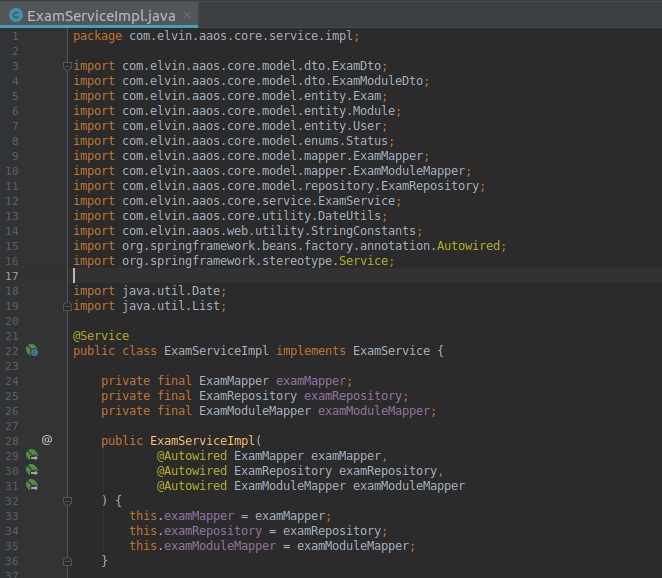 ExamServiceImpl.java
1 package com.elvin.aaos.core.service.impl;
2
3 import com.elvin.aaos.core.model.dto.ExamDto;
4 import com.elvin.aaos.core.model.dto.ExamModuleDto;
5 import com.elvin.aaos.core.model.entity.Exam;
6 import com.elvin.aaos.core.model.entity.Module;
7 import com.elvin.aaos.core.model.entity.User;
8 import com.elvin.aaos.core.model.enums.Status;
9 import com.elvin.aaos.core.model.mapper.ExamMapper;
10 import com.elvin.aaos.core.model.mapper.ExamModuleMapper;
11 import com.elvin.aaos.core.model.repository.ExamRepository;
12 import com.elvin.aaos.core.service.ExamService;
13 import com.elvin.aaos.core.utility.DateUtils;
14 import com.elvin.aaos.web.utility.StringConstants;
15 import org.springframework.beans.factory.annotation.Autowired;
16 import org.springframework.stereotype.Service;
17
18 import java.util.Date;
19 import java.util.List;
20
21 @Service
22 public class ExamServiceImpl implements ExamService {
23
24     private final ExamMapper examMapper;
25     private final ExamRepository examRepository;
26     private final ExamModuleMapper examModuleMapper;
27
28 @     public ExamServiceImpl(
29             @Autowired ExamMapper examMapper,
30             @Autowired ExamRepository examRepository,
31             @Autowired ExamModuleMapper examModuleMapper
32     ) {
33         this.examMapper = examMapper;
34         this.examRepository = examRepository;
35         this.examModuleMapper = examModuleMapper;
36     }
37